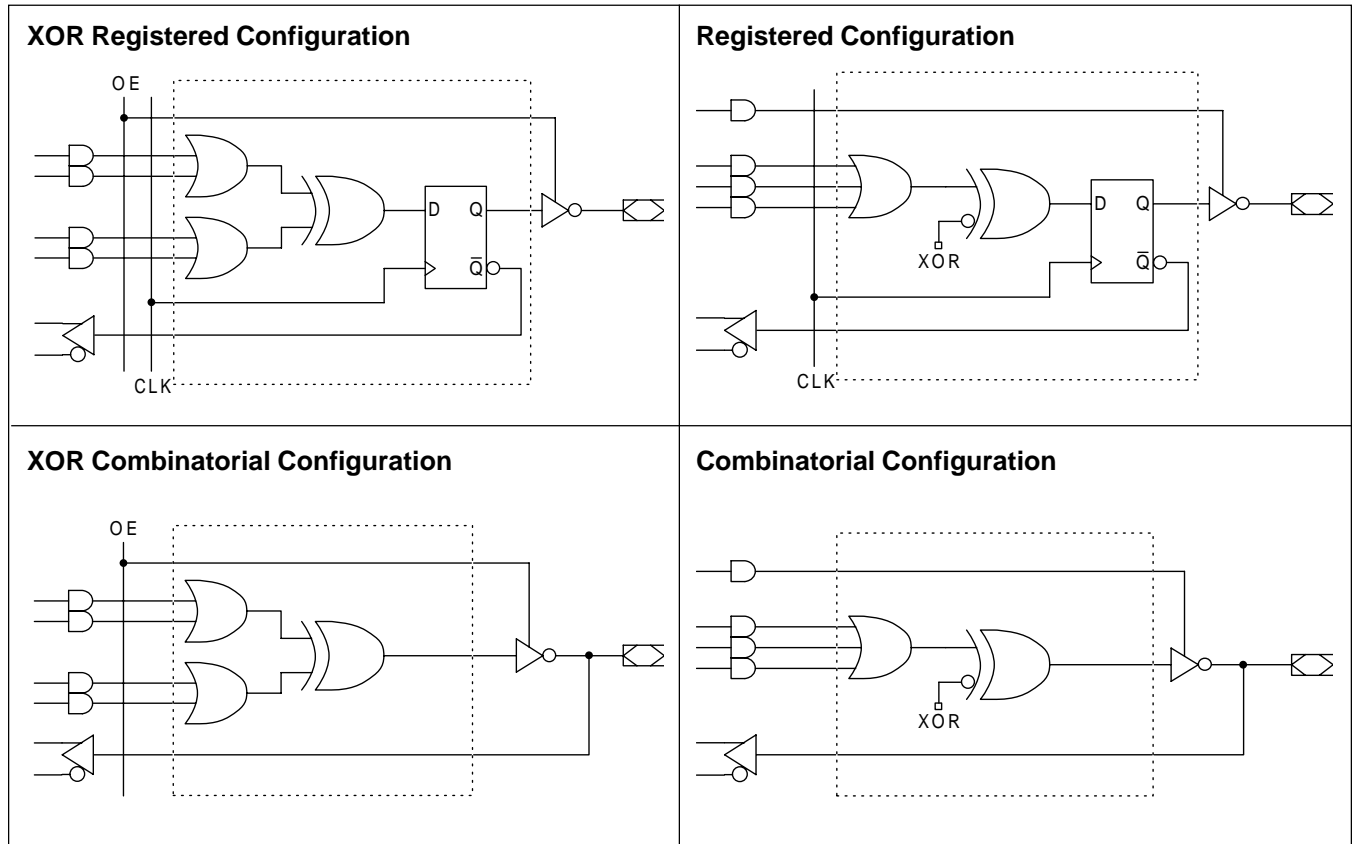 XOR Registered Configuration
OE
D Q
Q̅
CLK
Registered Configuration
D Q
XOR
Q̅
CLK
XOR Combinatorial Configuration
OE
Combinatorial Configuration
XOR